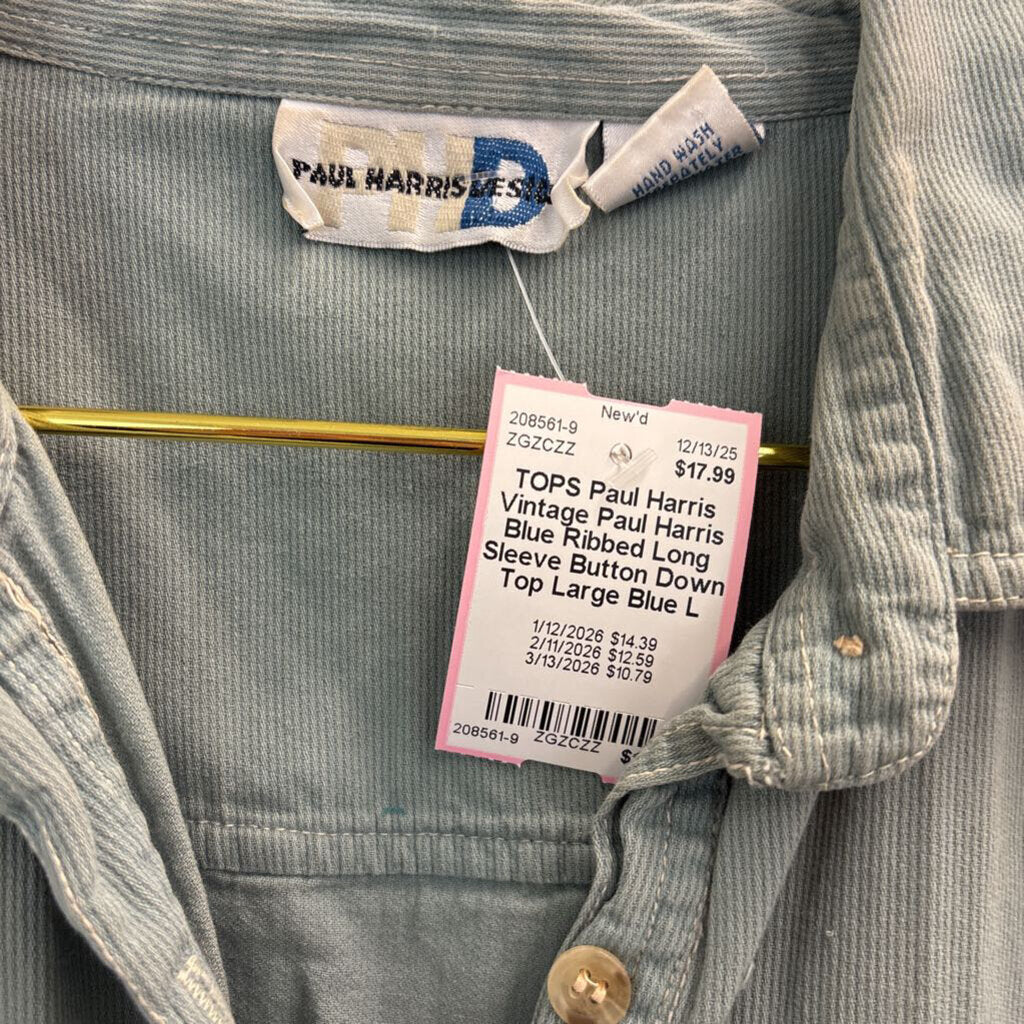 PHD
PAUL HARRIS DESIG
HAND WASH
New'd
208561-9
ZGZCZZ
12/13/25
$17.99
TOPS Paul Harris
Vintage Paul Harris
Blue Ribbed Long
Sleeve Button Down
Top Large Blue L
1/12/2026 $14.39
2/11/2026 $12.59
3/13/2026 $10.79
208561-9 ZGZCZZ